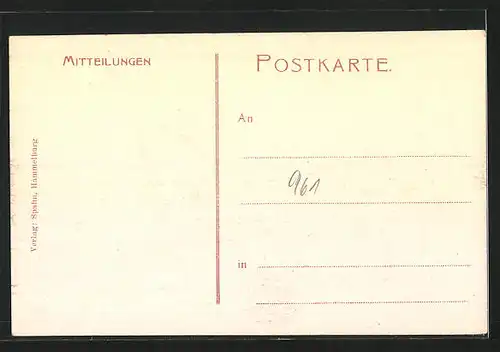 MITTEILUNGEN
POSTKARTE.
An
961
in
Verlag: Spahn, Hammelburg